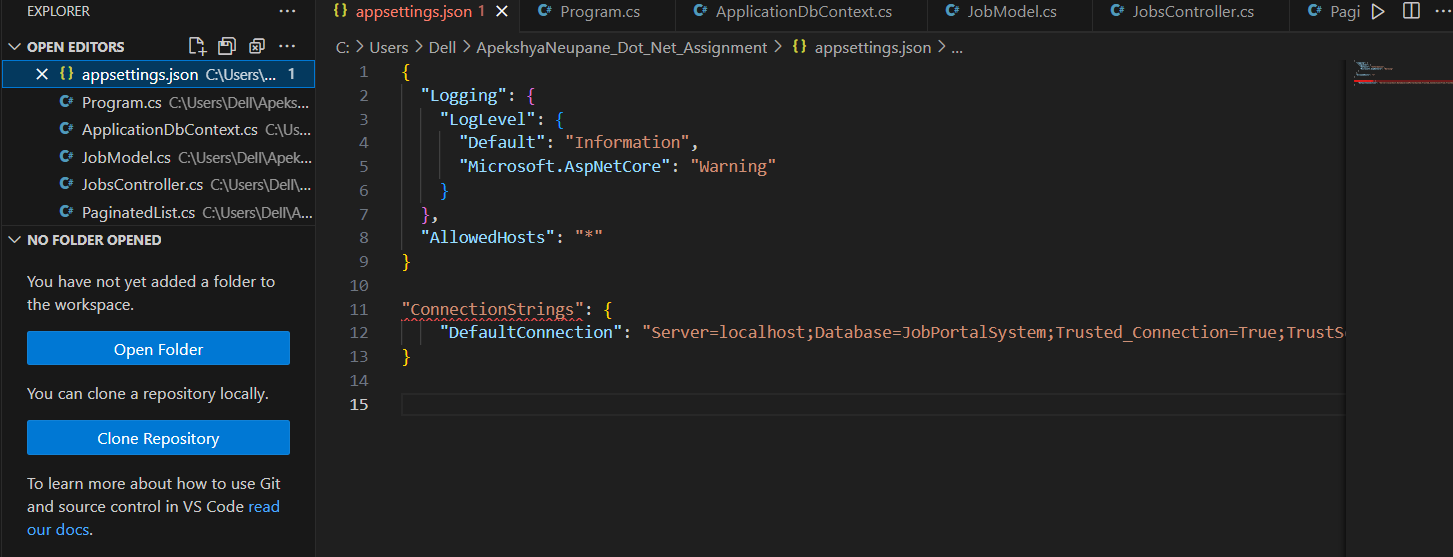 EXPLORER ...
OPEN EDITORS ...
appsettings.json C:\Users\... 1
Program.cs C:\Users\Dell\Apeks...
ApplicationDbContext.cs C:\Us...
JobModel.cs C:\Users\Dell\Apek...
JobsController.cs C:\Users\Dell\...
PaginatedList.cs C:\Users\Dell\A...
NO FOLDER OPENED
You have not yet added a folder to
the workspace.
Open Folder
You can clone a repository locally.
Clone Repository
To learn more about how to use Git
and source control in VS Code read
our docs.
{} appsettings.json 1 Program.cs ApplicationDbContext.cs JobModel.cs JobsController.cs Pagi ...
C: > Users > Dell > ApekshyaNeupane_Dot_Net_Assignment > {} appsettings.json > ...
1 {
2 "Logging": {
3 "LogLevel": {
4 "Default": "Information",
5 "Microsoft.AspNetCore": "Warning"
6 }
7 },
8 "AllowedHosts": "*"
9 }
10
11 "ConnectionStrings": {
12 "DefaultConnection": "Server=localhost;Database=JobPortalSystem;Trusted_Connection=True;TrustSe
13 }
14
15